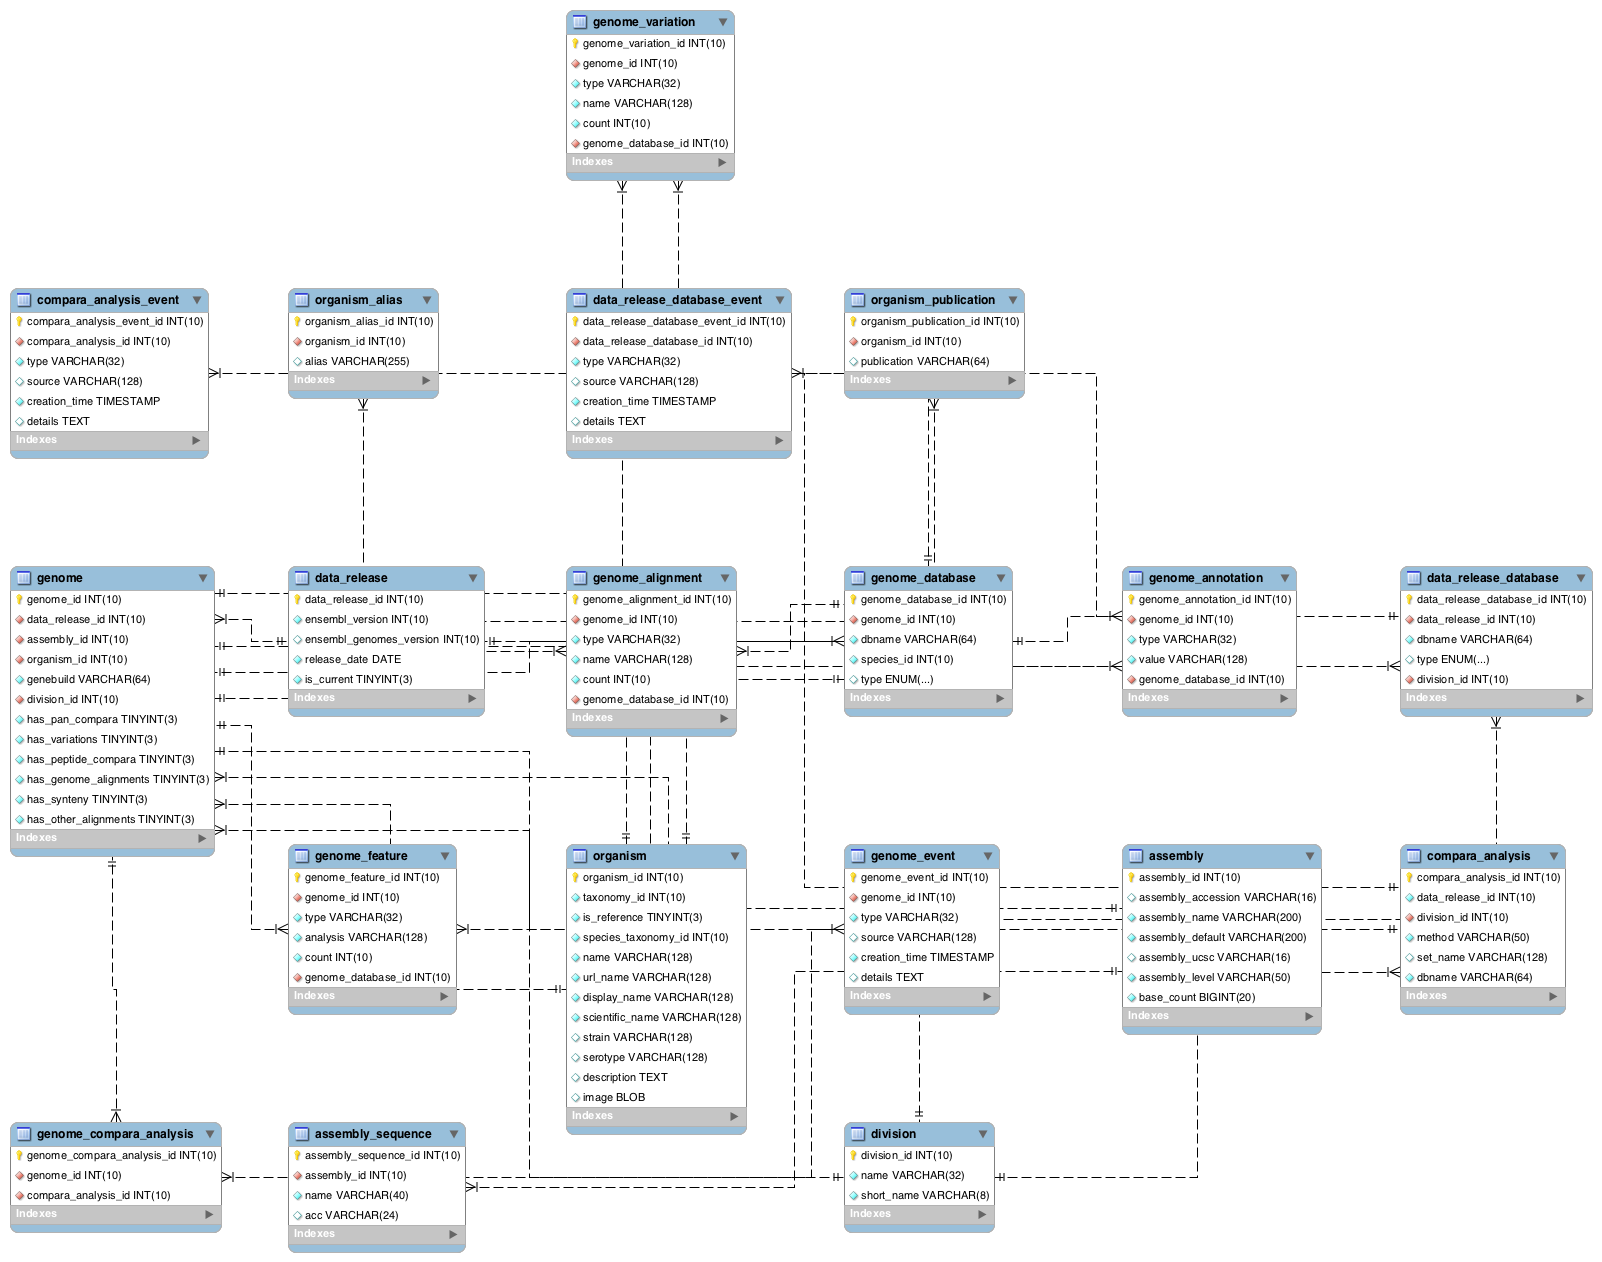 genome_variation
genome_variation_id INT(10)
genome_id INT(10)
type VARCHAR(32)
name VARCHAR(128)
count INT(10)
genome_database_id INT(10)
Indexes
compara_analysis_event
compara_analysis_event_id INT(10)
compara_analysis_id INT(10)
type VARCHAR(32)
source VARCHAR(128)
creation_time TIMESTAMP
details TEXT
Indexes
organism_alias
organism_alias_id INT(10)
organism_id INT(10)
alias VARCHAR(255)
Indexes
data_release_database_event
data_release_database_event_id INT(10)
data_release_database_id INT(10)
type VARCHAR(32)
source VARCHAR(128)
creation_time TIMESTAMP
details TEXT
Indexes
organism_publication
organism_publication_id INT(10)
organism_id INT(10)
publication VARCHAR(64)
Indexes
genome
genome_id INT(10)
data_release_id INT(10)
assembly_id INT(10)
organism_id INT(10)
genebuild VARCHAR(64)
division_id INT(10)
has_pan_compara TINYINT(3)
has_variations TINYINT(3)
has_peptide_compara TINYINT(3)
has_genome_alignments TINYINT(3)
has_synteny TINYINT(3)
has_other_alignments TINYINT(3)
Indexes
data_release
data_release_id INT(10)
ensembl_version INT(10)
ensembl_genomes_version INT(10)
release_date DATE
is_current TINYINT(3)
Indexes
genome_alignment
genome_alignment_id INT(10)
genome_id INT(10)
type VARCHAR(32)
name VARCHAR(128)
count INT(10)
genome_database_id INT(10)
Indexes
genome_database
genome_database_id INT(10)
genome_id INT(10)
dbname VARCHAR(64)
species_id INT(10)
type ENUM(...)
Indexes
genome_annotation
genome_annotation_id INT(10)
genome_id INT(10)
type VARCHAR(32)
value VARCHAR(128)
genome_database_id INT(10)
Indexes
data_release_database
data_release_database_id INT(10)
data_release_id INT(10)
dbname VARCHAR(64)
type ENUM(...)
division_id INT(10)
Indexes
genome_feature
genome_feature_id INT(10)
genome_id INT(10)
type VARCHAR(32)
analysis VARCHAR(128)
count INT(10)
genome_database_id INT(10)
Indexes
organism
organism_id INT(10)
taxonomy_id INT(10)
is_reference TINYINT(3)
species_taxonomy_id INT(10)
name VARCHAR(128)
url_name VARCHAR(128)
display_name VARCHAR(128)
scientific_name VARCHAR(128)
strain VARCHAR(128)
serotype VARCHAR(128)
description TEXT
image BLOB
Indexes
genome_event
genome_event_id INT(10)
genome_id INT(10)
type VARCHAR(32)
source VARCHAR(128)
creation_time TIMESTAMP
details TEXT
Indexes
assembly
assembly_id INT(10)
assembly_accession VARCHAR(16)
assembly_name VARCHAR(200)
assembly_default VARCHAR(200)
assembly_ucsc VARCHAR(16)
assembly_level VARCHAR(50)
base_count BIGINT(20)
Indexes
compara_analysis
compara_analysis_id INT(10)
data_release_id INT(10)
division_id INT(10)
method VARCHAR(50)
set_name VARCHAR(128)
dbname VARCHAR(64)
Indexes
genome_compara_analysis
genome_compara_analysis_id INT(10)
genome_id INT(10)
compara_analysis_id INT(10)
Indexes
assembly_sequence
assembly_sequence_id INT(10)
assembly_id INT(10)
name VARCHAR(40)
acc VARCHAR(24)
Indexes
division
division_id INT(10)
name VARCHAR(32)
short_name VARCHAR(8)
Indexes